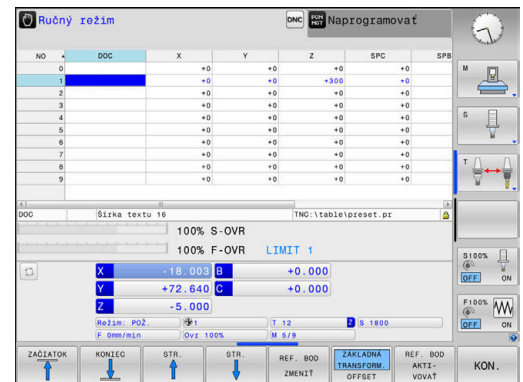 Ručný režim
DNC PGM MGT Naprogramovať
NO DOC X Y Z SPC SPB
0 +0 +0 +0 +0
1 +0 +0 +300 +0
2 +0 +0 +0 +0
3 +0 +0 +0 +0
4 +0 +0 +0 +0
5 +0 +0 +0 +0
6 +0 +0 +0 +0
7 +0 +0 +0 +0
8 +0 +0 +0 +0
9 +0 +0 +0 +0
DOC Šírka textu 16 TNC:\table\preset.pr
100% S-OVR
100% F-OVR LIMIT 1
X -18.003 B +0.000
Y +72.640 C +0.000
Z -5.000
Režim: POŽ. 1 T 12 Z S 1800
F 0mm/min Ovr 100% M 5/9
M
S
T
S100%
OFF ON
F100%
OFF ON
ZAČIATOK
KONIEC
STR.
STR.
REF. BOD
ZMENIŤ
ZÁKLADNÁ
TRANSFORM.
OFFSET
REF. BOD
AKTI-
VOVAŤ
KON.